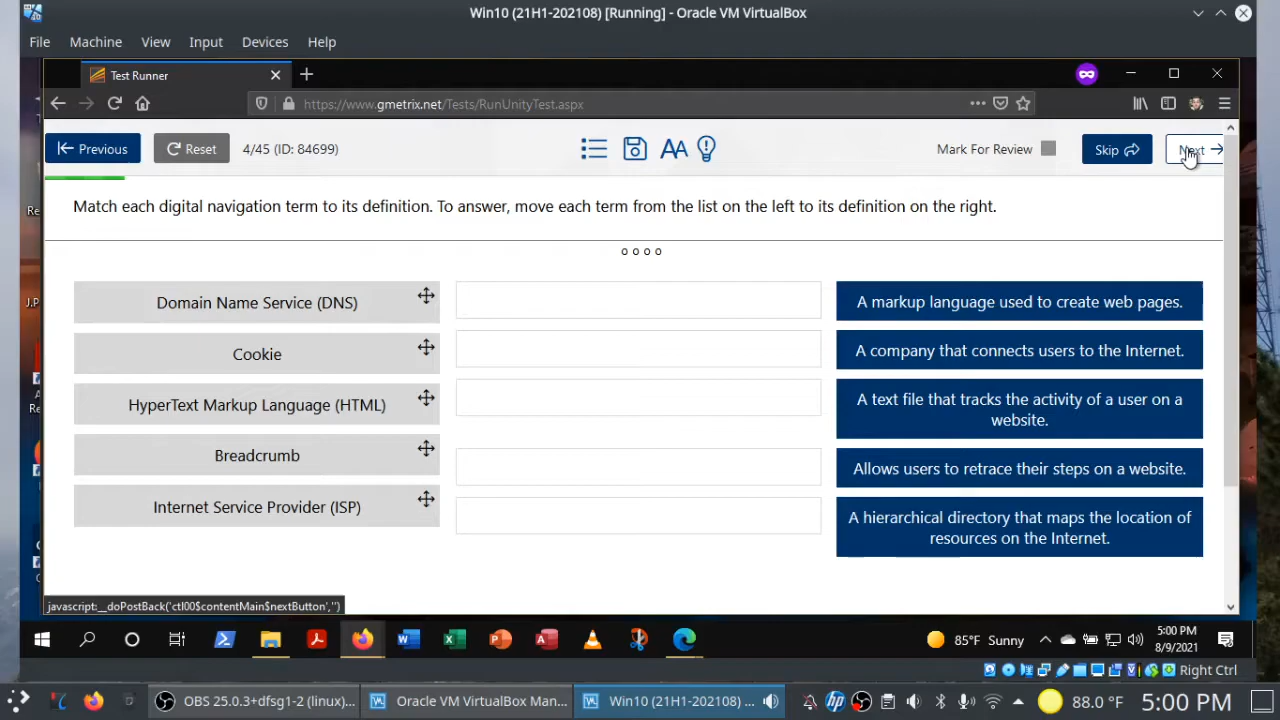 Win10 (21H1-202108) [Running] - Oracle VM VirtualBox
File Machine View Input Devices Help
Test Runner
https://www.gmetrix.net/Tests/RunUnityTest.aspx
Previous Reset 4/45 (ID: 84699) AA Mark For Review Skip Next
Match each digital navigation term to its definition. To answer, move each term from the list on the left to its definition on the right.
Domain Name Service (DNS)
A markup language used to create web pages.
Cookie
A company that connects users to the Internet.
HyperText Markup Language (HTML)
A text file that tracks the activity of a user on a
website.
Breadcrumb
Allows users to retrace their steps on a website.
Internet Service Provider (ISP)
A hierarchical directory that maps the location of
resources on the Internet.
javascript:__doPostBack('ctl00$contentMain$nextButton','')
85°F Sunny
5:00 PM
8/9/2021
Right Ctrl
OBS 25.0.3+dfsg1-2 (linux)...
Oracle VM VirtualBox Man...
Win10 (21H1-202108) ...
88.0 °F
5:00 PM